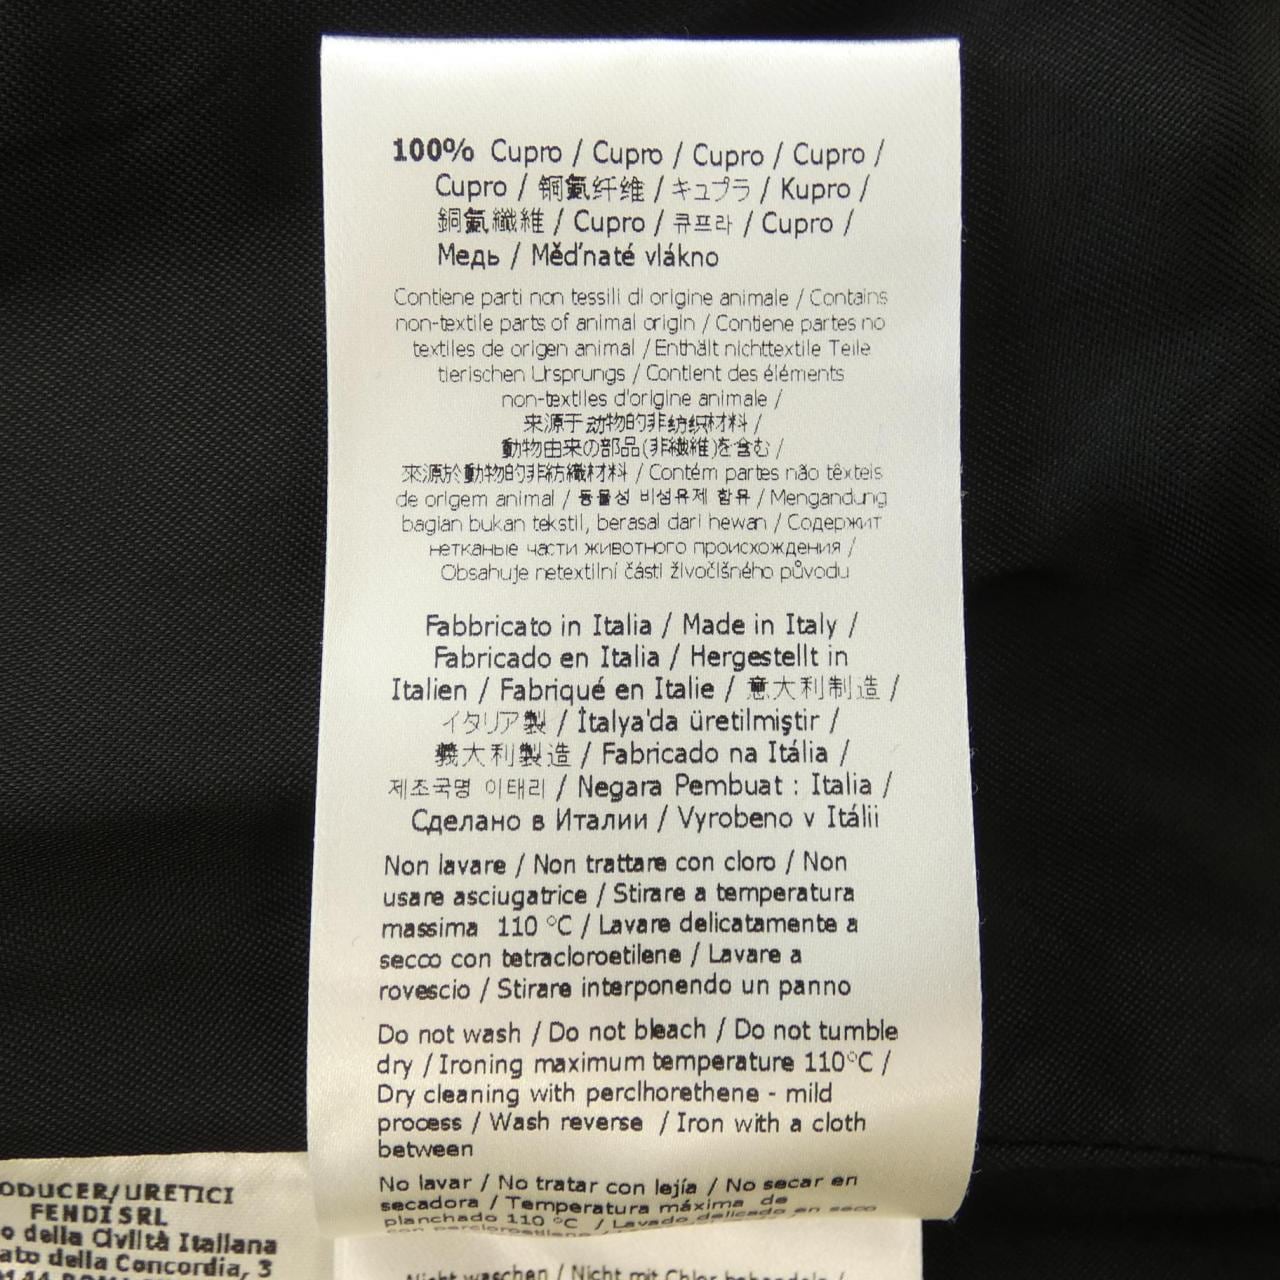 100% Cupro / Cupro / Cupro / Cupro /
Cupro / 铜氨纤维 / キュプラ / Kupro /
銅氨纖維 / Cupro / 큐프라 / Cupro /
Медь / Měďnaté vlákno
Contiene parti non tessili di origine animale / Contains
non-textile parts of animal origin / Contiene partes no
textiles de origen animal / Enthält nichttextile Teile
tierischen Ursprungs / Contient des éléments
non-textiles d'origine animale /
来源于动物的非纺织材料 /
動物由来の部品(非繊維)を含む /
來源於動物的非紡織材料 / Contém partes não têxteis
de origem animal / 동물성 비섬유제 함유 / Mengandung
bagian bukan tekstil, berasal dari hewan / Содержит
нетканые части животного происхождения /
Obsahuje netextilní části živočišného původu
Fabbricato in Italia / Made in Italy /
Fabricado en Italia / Hergestellt in
Italien / Fabriqué en Italie / 意大利制造 /
イタリア製 / İtalya'da üretilmiştir /
義大利製造 / Fabricado na Itália /
제조국명 이태리 / Negara Pembuat : Italia /
Сделано в Италии / Vyrobeno v Itálii
Non lavare / Non trattare con cloro / Non
usare asciugatrice / Stirare a temperatura
massima 110 °C / Lavare delicatamente a
secco con tetracloroetilene / Lavare a
rovescio / Stirare interponendo un panno
Do not wash / Do not bleach / Do not tumble
dry / Ironing maximum temperature 110°C /
Dry cleaning with perclhorethene - mild
process / Wash reverse / Iron with a cloth
between
No lavar / No tratar con lejía / No secar en
secadora / Temperatura máxima de
planchado 110 °C / Lavado delicado en seco
con percloroetileno /
ODUCER/URETICI
FENDI SRL
o della Civiltà Italiana
ato della Concordia, 3
Nicht waschen / Nicht mit Chlor behandeln /